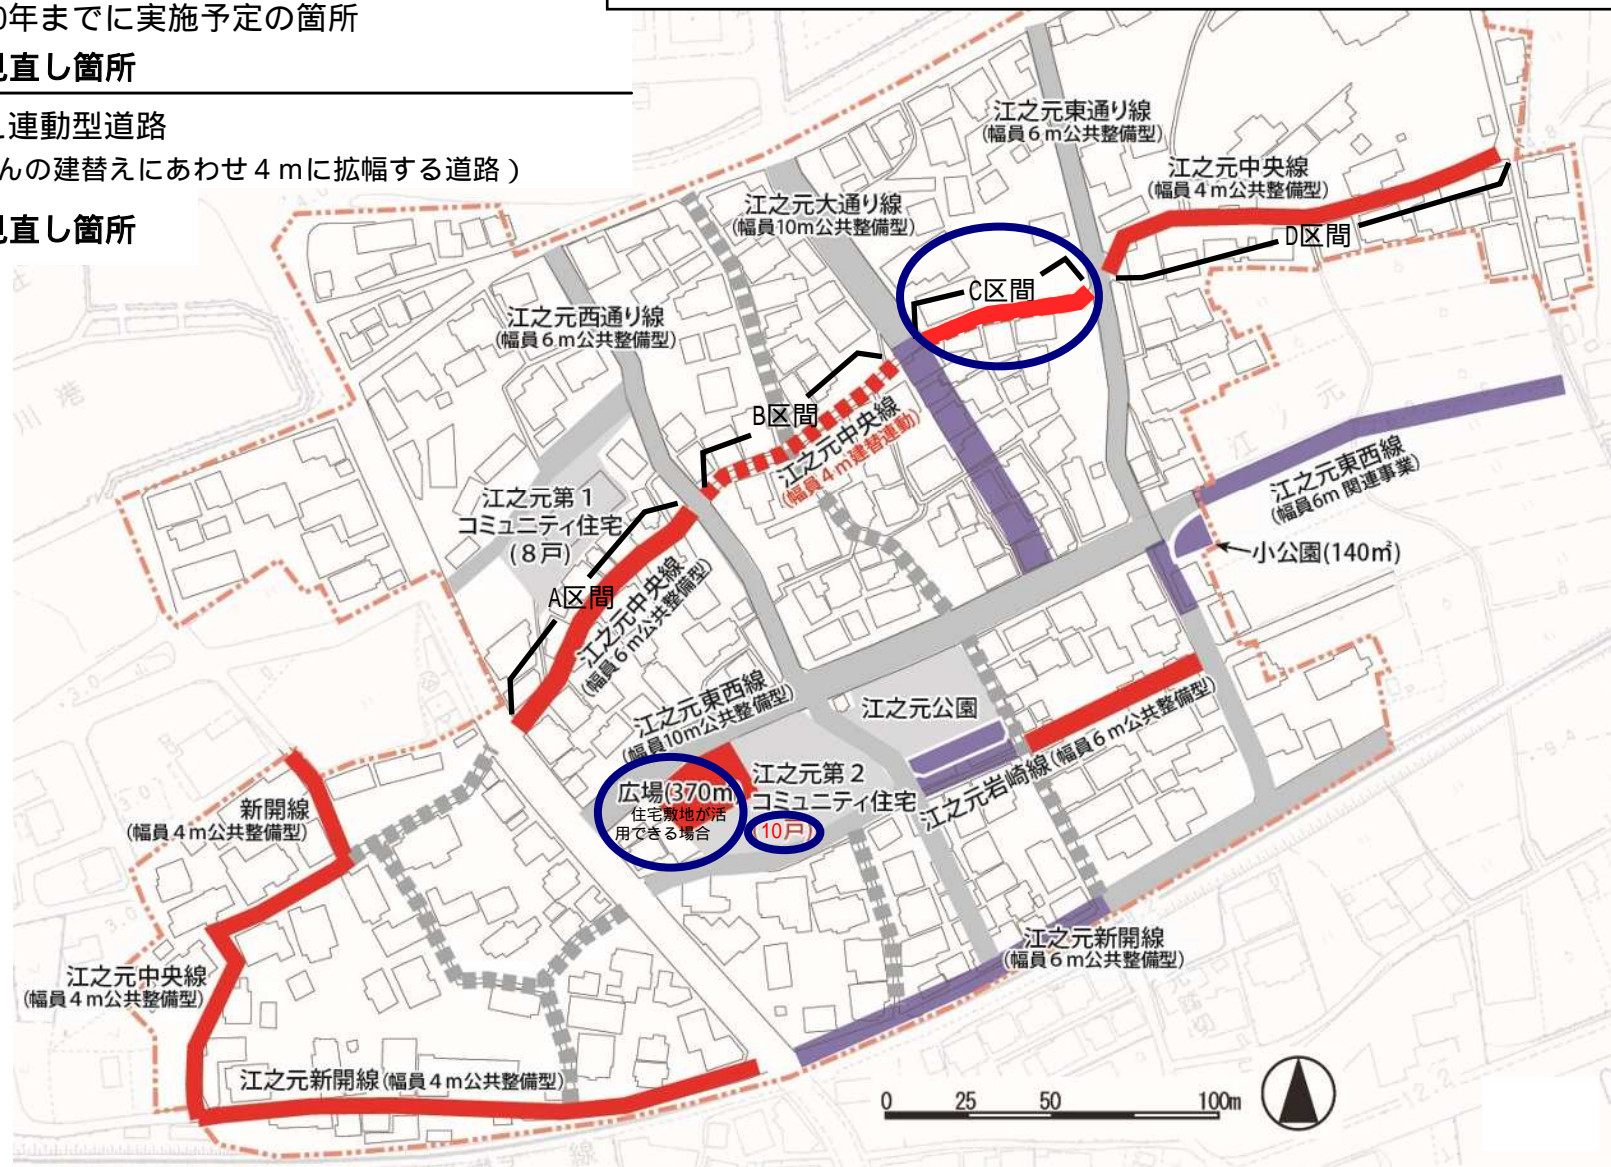 0年までに実施予定の箇所
見直し箇所
連動型道路
んの建替えにあわせ４ｍに拡幅する道路）
見直し箇所
江之元東通り線
(幅員６ｍ公共整備型)
江之元中央線
(幅員４ｍ公共整備型)
江之元大通り線
(幅員10m公共整備型)
D区間
C区間
江之元西通り線
(幅員６ｍ公共整備型)
川港
B区間
江之元中央線
(幅員４ｍ建替連動)
江ノ元
江之元東西線
(幅員6m 関連事業)
江之元第１
コミュニティ住宅
(８戸)
小公園(140㎡)
A区間
江之元中央線
(幅員６ｍ公共整備型)
江之元東西線
(幅員10m公共整備型)
江之元公園
江之元岩崎線(幅員６ｍ公共整備型)
広場(370m
住宅敷地が活
用できる場合
江之元第２
コミュニティ住宅
(10戸)
新開線
(幅員４ｍ公共整備型)
江之元新開線
(幅員６ｍ公共整備型)
江之元中央線
(幅員４ｍ公共整備型)
江之元新開線(幅員４ｍ公共整備型)
0 25 50 100m